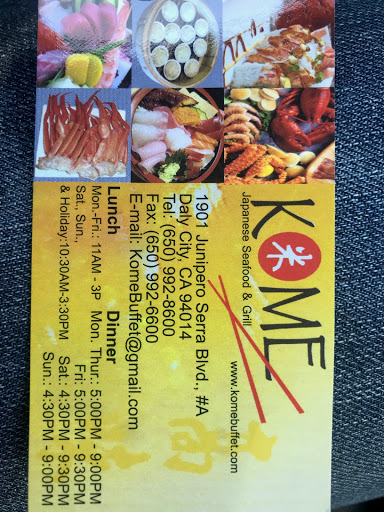 KOME
米
Japanese Seafood & Grill
www.komebuffet.com
1901 Junipero Serra Blvd., #A
Daly City, CA 94014
Tel: (650) 992-8600
Fax: (650) 992-6600
E-mail: KomeBuffet@gmail.com
Lunch
Mon.-Fri.: 11AM - 3P
Sat., Sun.,
& Holiday:10:30AM-3:30PM
Dinner
Mon. Thur.: 5:00PM - 9:00PM
Fri: 5:00PM - 9:30PM
Sat.: 4:30PM - 9:30PM
Sun.: 4:30PM - 9:00PM